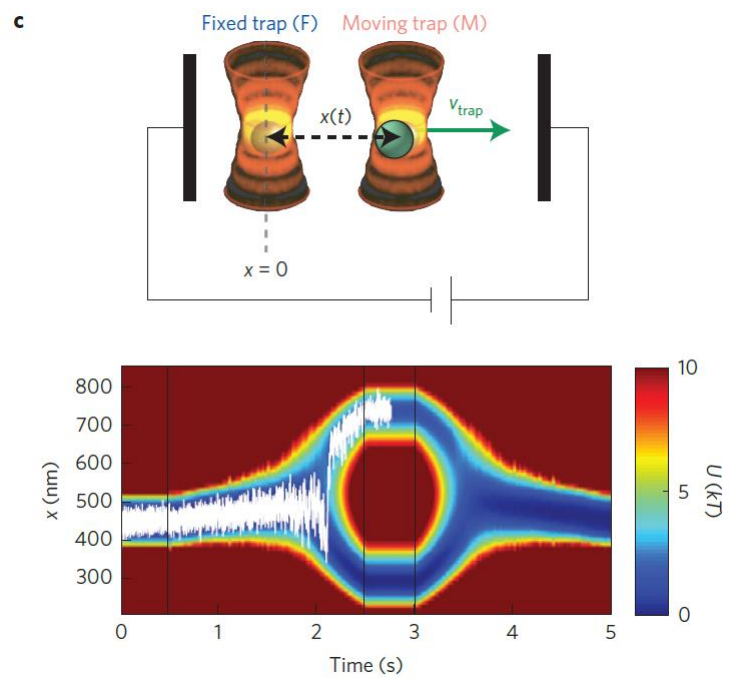 c
Fixed trap (F) Moving trap (M)
x(t)
v_trap
x = 0
800
700
600
500
400
300
x (nm)
0 1 2 3 4 5
Time (s)
10
5
0
U (kT)